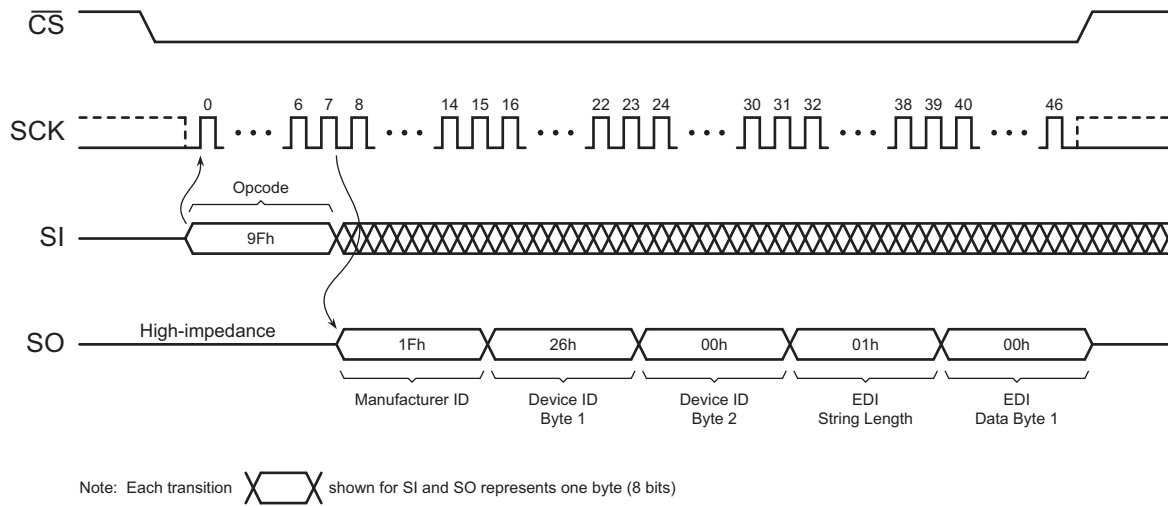 CS
0 6 7 8 14 15 16 22 23 24 30 31 32 38 39 40 46
SCK
Opcode
SI
9Fh
High-impedance
SO
1Fh 26h 00h 01h 00h
Manufacturer ID
Device ID
Byte 1
Device ID
Byte 2
EDI
String Length
EDI
Data Byte 1
Note: Each transition shown for SI and SO represents one byte (8 bits)